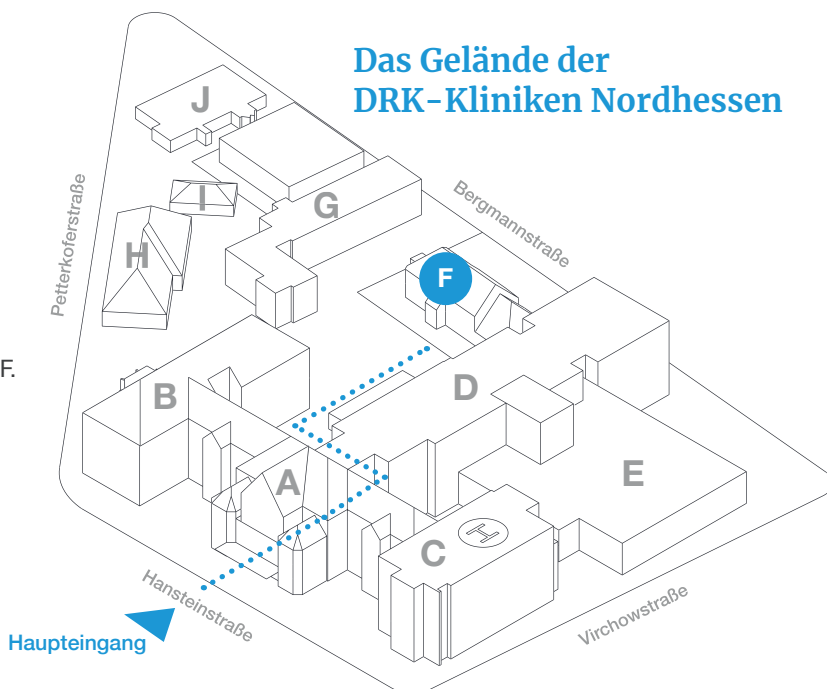 Das Gelände der
DRK-Kliniken Nordhessen
J
I
G
H
Petterkoferstraße
Bergmannstraße
F
F.
B
D
A
E
C
H
Hansteinstraße
Virchowstraße
Haupteingang